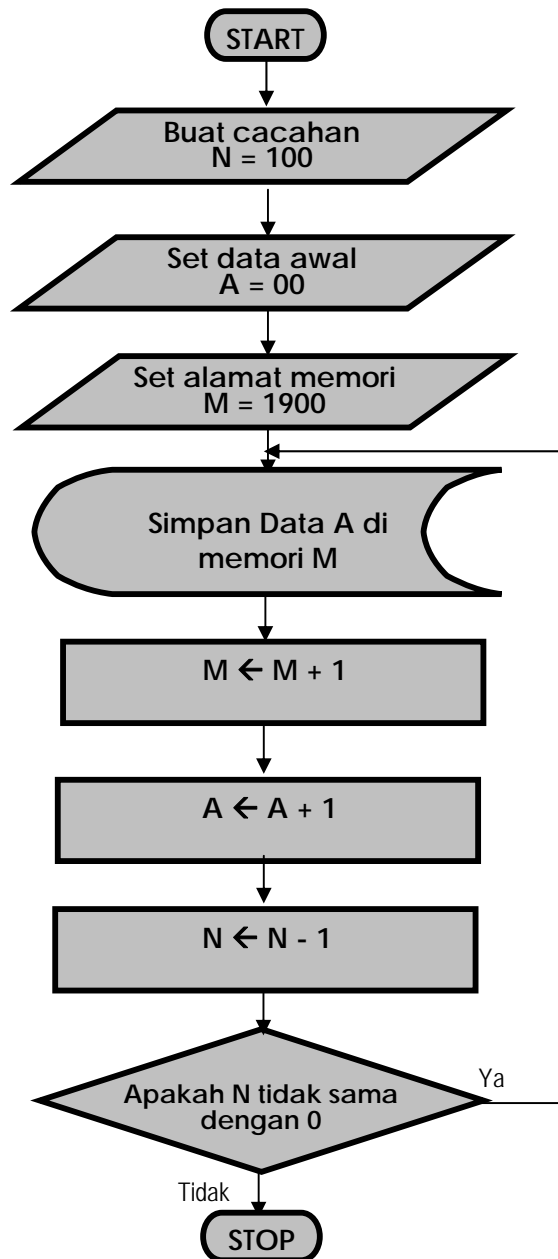 START
Buat cacahan
N = 100
Set data awal
A = 00
Set alamat memori
M = 1900
Simpan Data A di
memori M
M ← M + 1
A ← A + 1
N ← N - 1
Apakah N tidak sama
dengan 0
Ya
Tidak
STOP